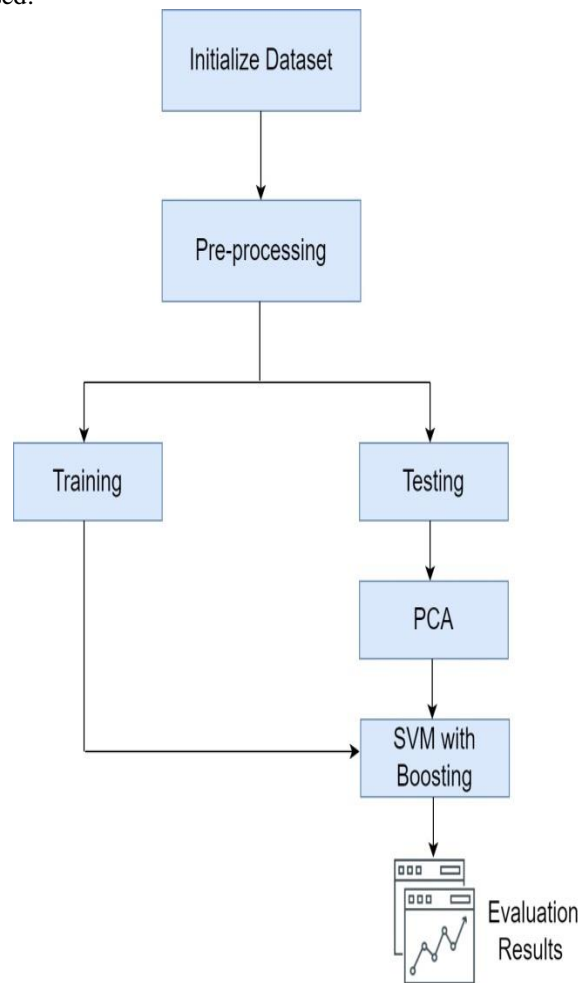 Initialize Dataset
Pre-processing
Training
Testing
PCA
SVM with
Boosting
Evaluation
Results